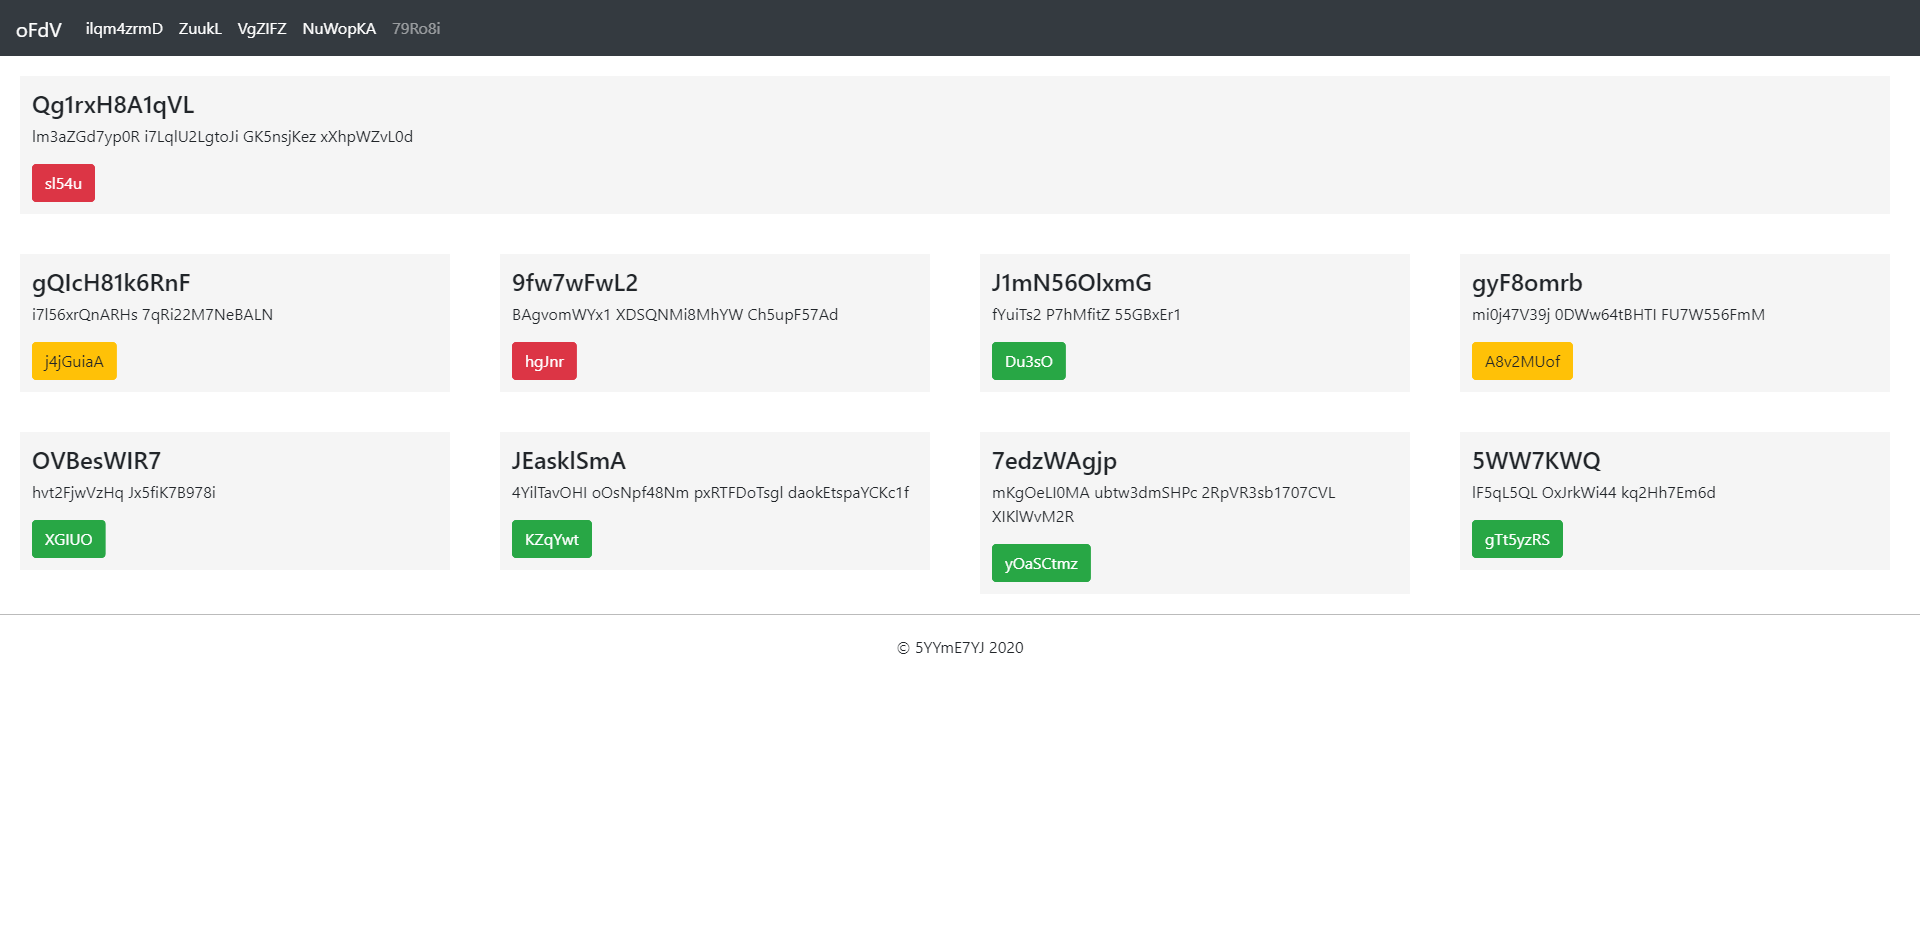 oFdV ilqm4zrmD ZuukL VgZIFZ NuWopKA 79Ro8i
Qg1rxH8A1qVL
lm3aZGd7yp0R i7LqlU2LgtoJi GK5nsjKez xXhpWZvL0d
sl54u
gQIcH81k6RnF
i7l56xrQnARHs 7qRi22M7NeBALN
j4jGuiaA
9fw7wFwL2
BAgvomWYx1 XDSQNMi8MhYW Ch5upF57Ad
hgJnr
J1mN56OlxmG
fYuiTs2 P7hMfitZ 55GBxEr1
Du3sO
gyF8omrb
mi0j47V39j 0DWw64tBHTI FU7W556FmM
A8v2MUof
OVBesWIR7
hvt2FjwVzHq Jx5fiK7B978i
XGIUO
JEasklSmA
4YilTavOHI oOsNpf48Nm pxRTFDoTsgl daokEtspaYCKc1f
KZqYwt
7edzWAgjp
mKgOeLI0MA ubtw3dmSHPc 2RpVR3sb1707CVL
XIKlWvM2R
yOaSCtmz
5WW7KWQ
lF5qL5QL OxJrkWi44 kq2Hh7Em6d
gTt5yzRS
© 5YYmE7YJ 2020